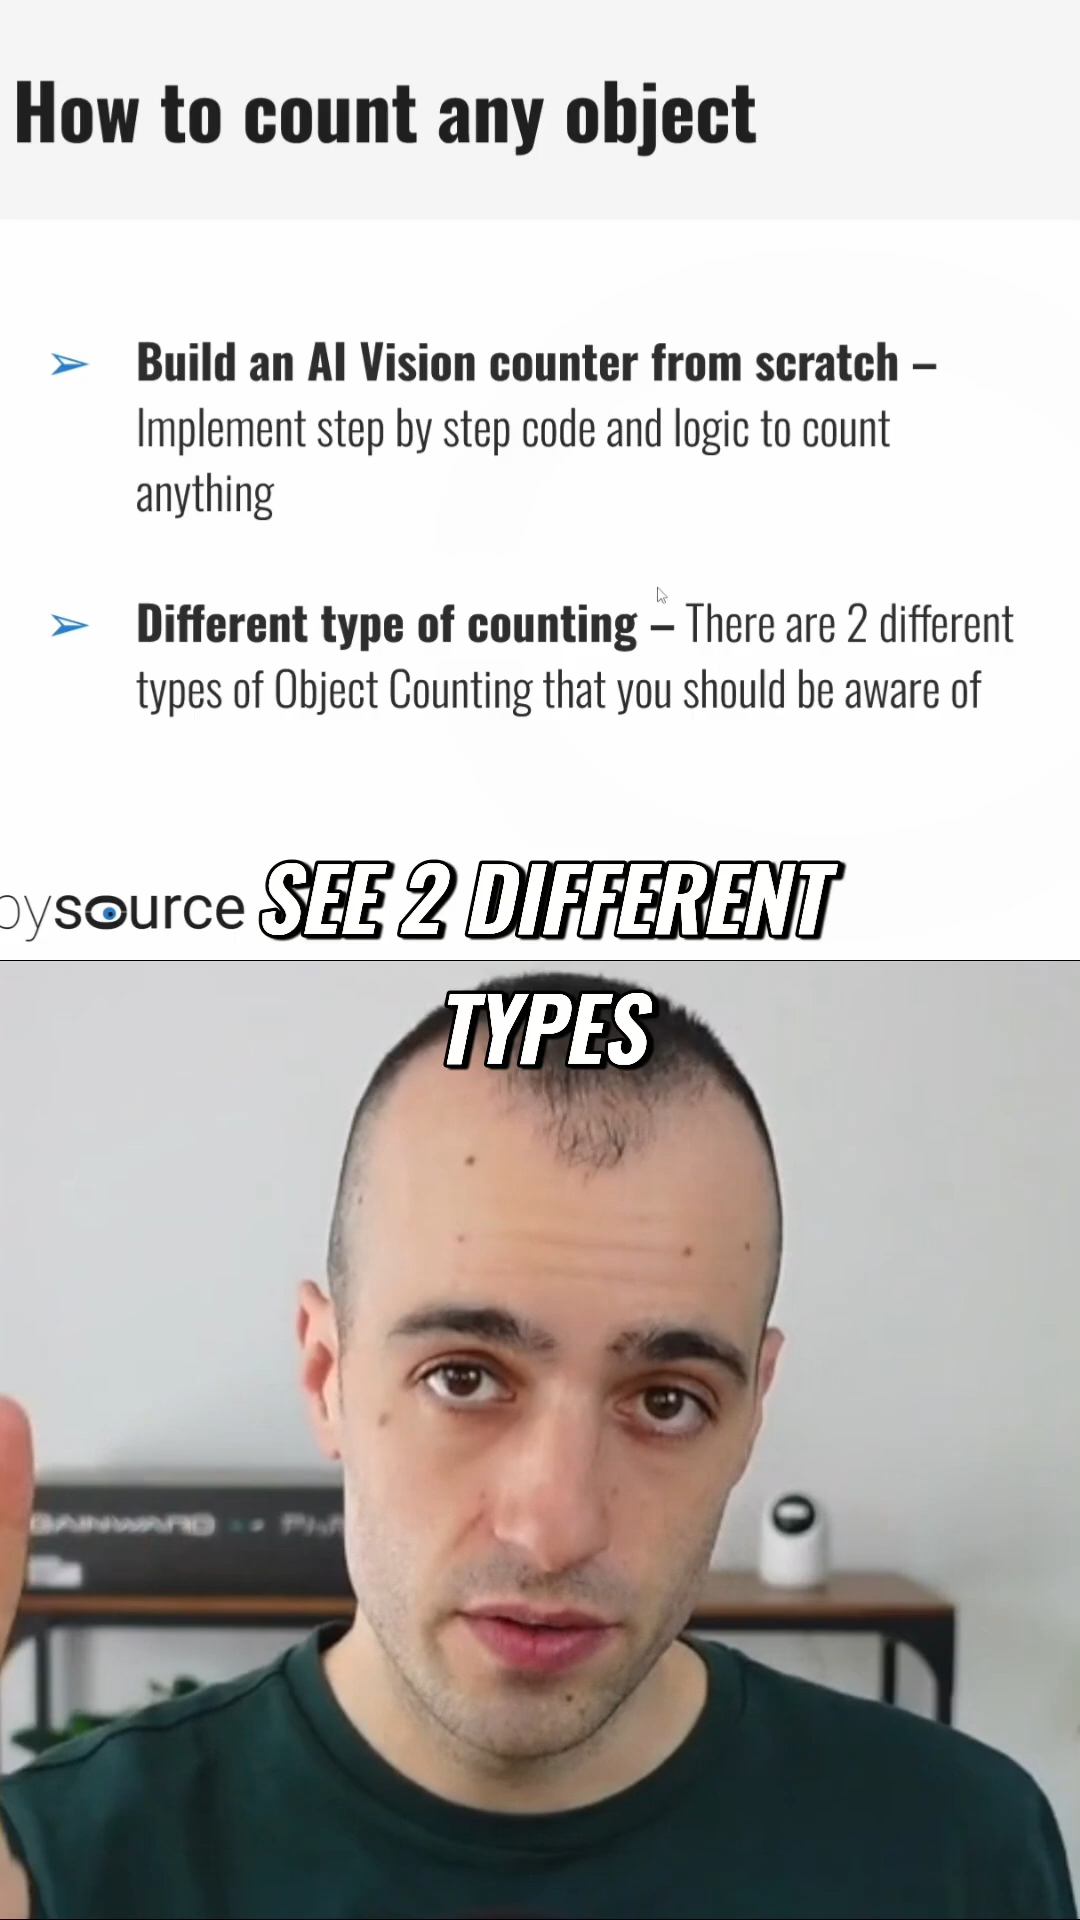 How to count any object
➢ Build an AI Vision counter from scratch –
Implement step by step code and logic to count
anything
➢ Different type of counting – There are 2 different
types of Object Counting that you should be aware of
pysource
SEE 2 DIFFERENT
TYPES
GAINWARD